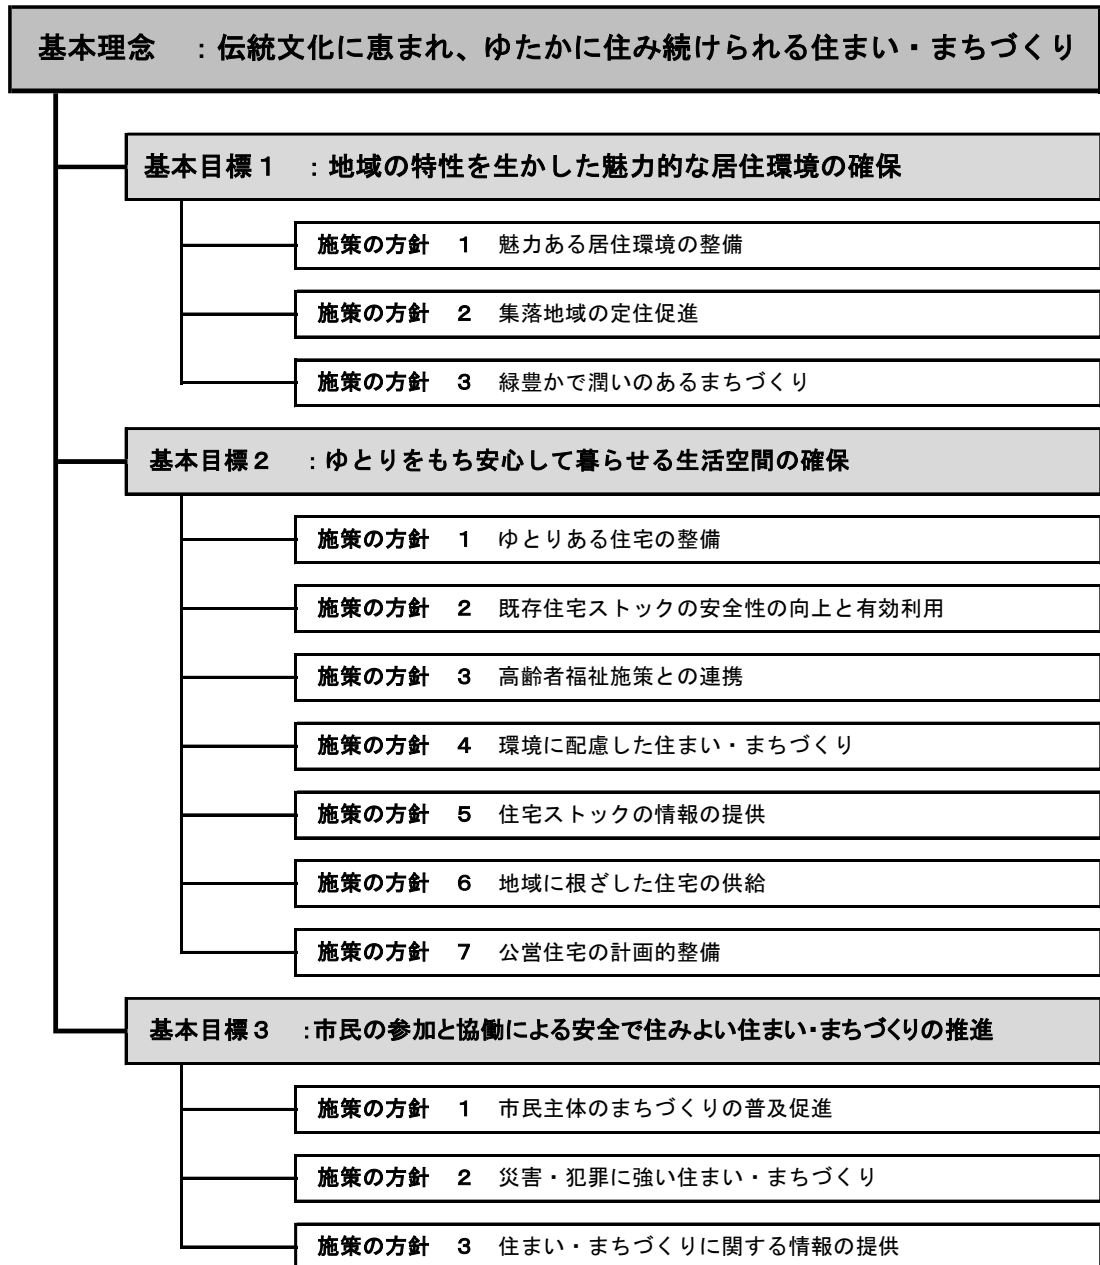 基本理念　：伝統文化に恵まれ、ゆたかに住み続けられる住まい・まちづくり
基本目標１　：地域の特性を生かした魅力的な居住環境の確保
施策の方針　１　魅力ある居住環境の整備
施策の方針　２　集落地域の定住促進
施策の方針　３　緑豊かで潤いのあるまちづくり
基本目標２　：ゆとりをもち安心して暮らせる生活空間の確保
施策の方針　１　ゆとりある住宅の整備
施策の方針　２　既存住宅ストックの安全性の向上と有効利用
施策の方針　３　高齢者福祉施策との連携
施策の方針　４　環境に配慮した住まい・まちづくり
施策の方針　５　住宅ストックの情報の提供
施策の方針　６　地域に根ざした住宅の供給
施策の方針　７　公営住宅の計画的整備
基本目標３　：市民の参加と協働による安全で住みよい住まい・まちづくりの推進
施策の方針　１　市民主体のまちづくりの普及促進
施策の方針　２　災害・犯罪に強い住まい・まちづくり
施策の方針　３　住まい・まちづくりに関する情報の提供